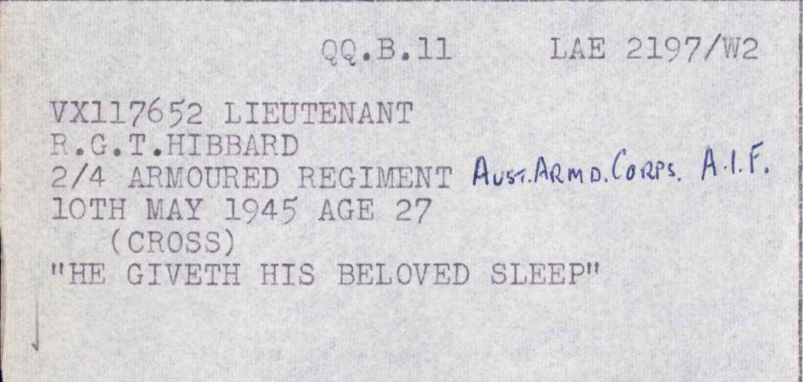 QQ.B.11 LAE 2197/W2
VX117652 LIEUTENANT
R.G.T.HIBBARD
2/4 ARMOURED REGIMENT AUST.ARMD.CORPS. A.I.F.
10TH MAY 1945 AGE 27
(CROSS)
"HE GIVETH HIS BELOVED SLEEP"